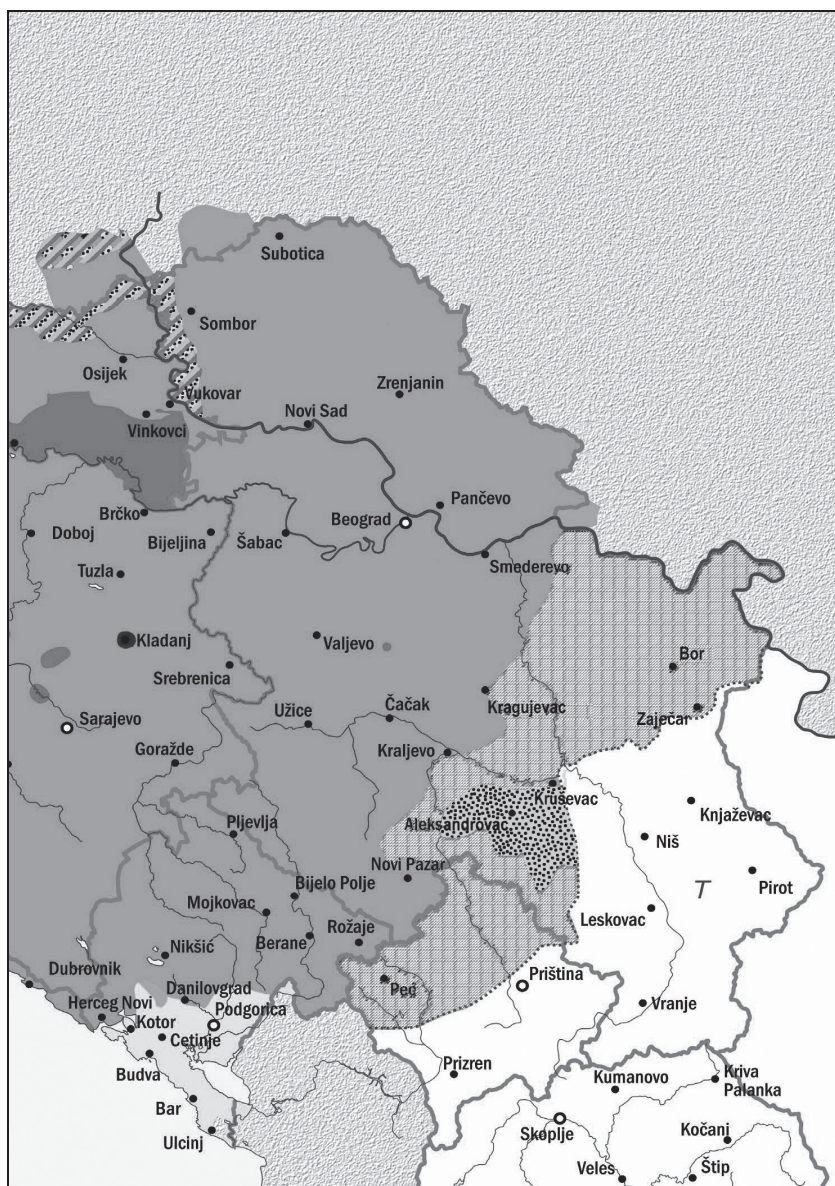 Subotica
Sombor
Osijek
Vukovar
Zrenjanin
Vinkovci
Novi Sad
Brčko
Pančevo
Beograd
Doboj
Bijeljina
Šabac
Smederevo
Tuzla
Kladanj
Valjevo
Bor
Srebrenica
Užice
Čačak
Kragujevac
Zaječar
Sarajevo
Goražde
Kraljevo
Kruševac
Knjaževac
Pljevlja
Aleksandrovac
Niš
Novi Pazar
Bijelo Polje
T
Pirot
Mojkovac
Leskovac
Berane
Rožaje
Nikšić
Dubrovnik
Danilovgrad
Peć
Priština
Herceg Novi
Podgorica
Vranje
Kotor
Cetinje
Budva
Prizren
Kumanovo
Kriva
Palanka
Bar
Skoplje
Kočani
Ulcinj
Veles
Štip